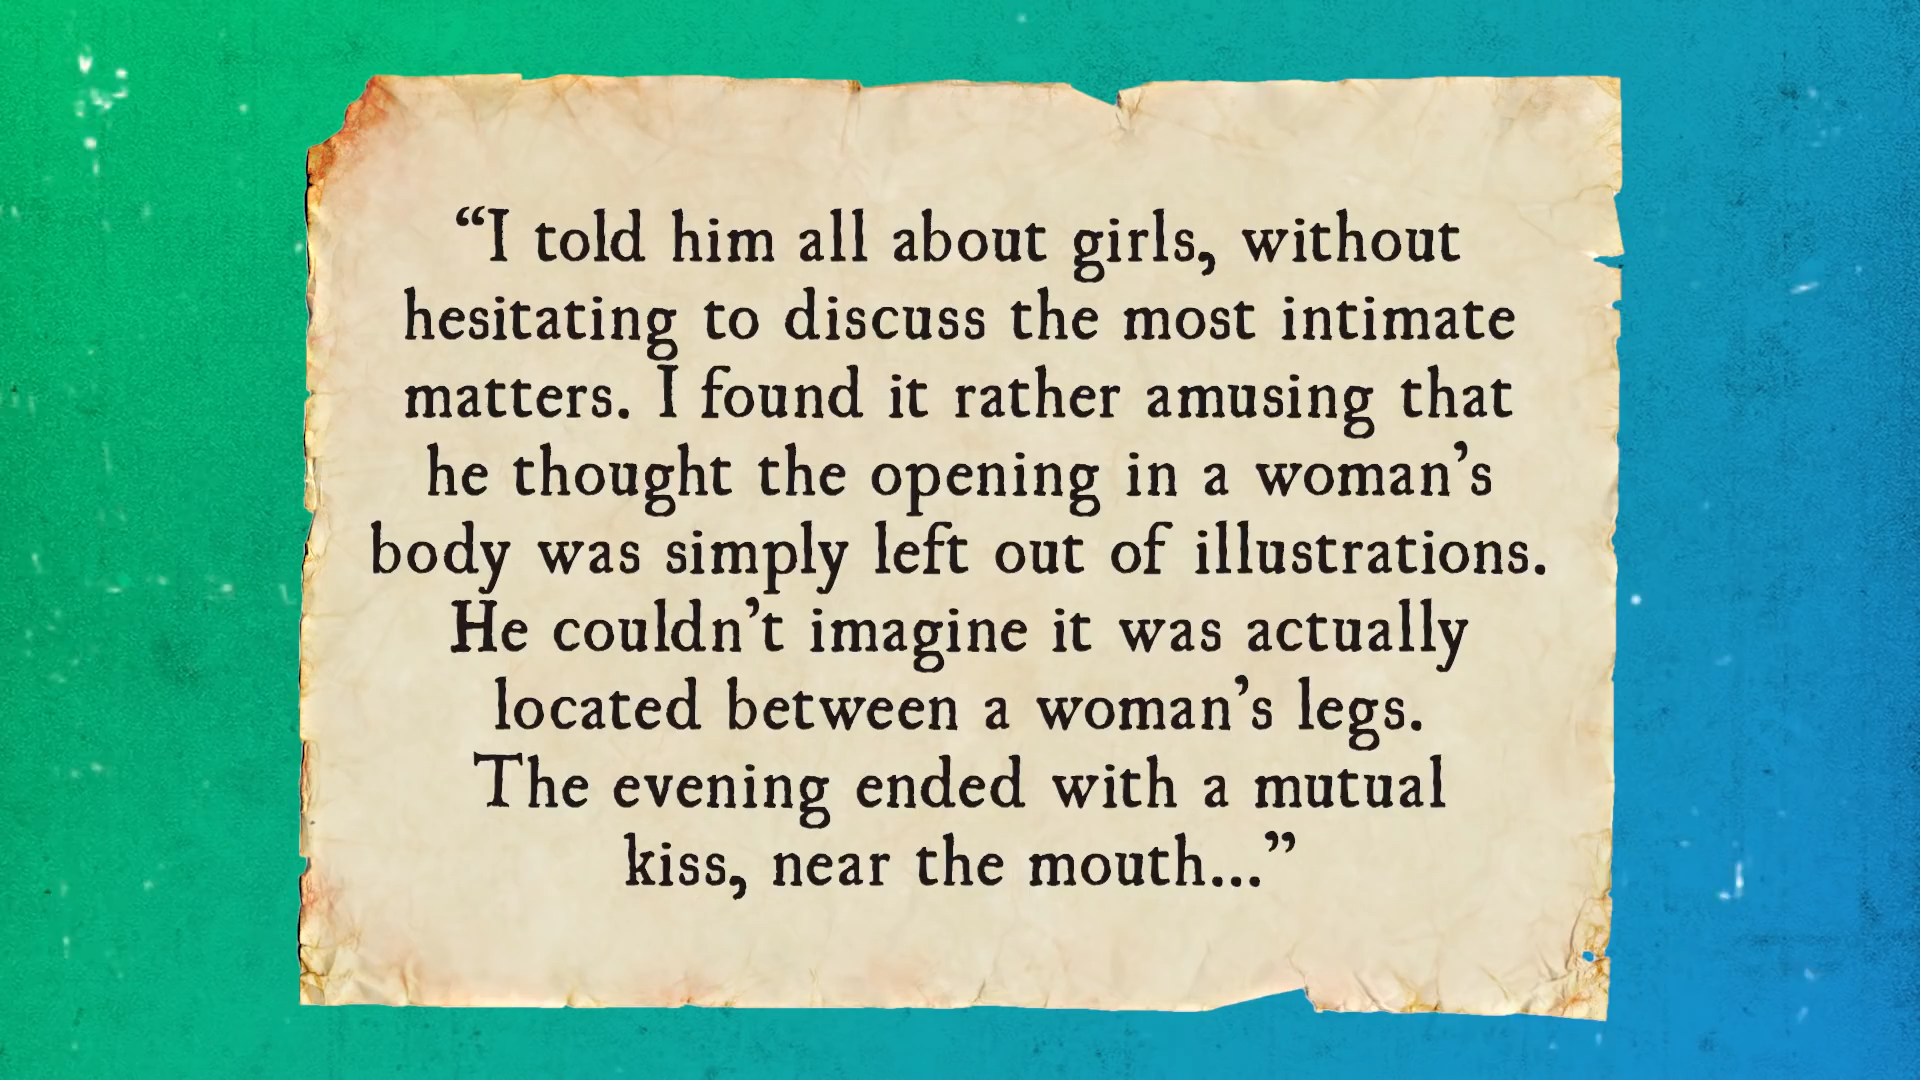 “I told him all about girls, without
hesitating to discuss the most intimate
matters. I found it rather amusing that
he thought the opening in a woman’s
body was simply left out of illustrations.
He couldn’t imagine it was actually
located between a woman’s legs.
The evening ended with a mutual
kiss, near the mouth...”